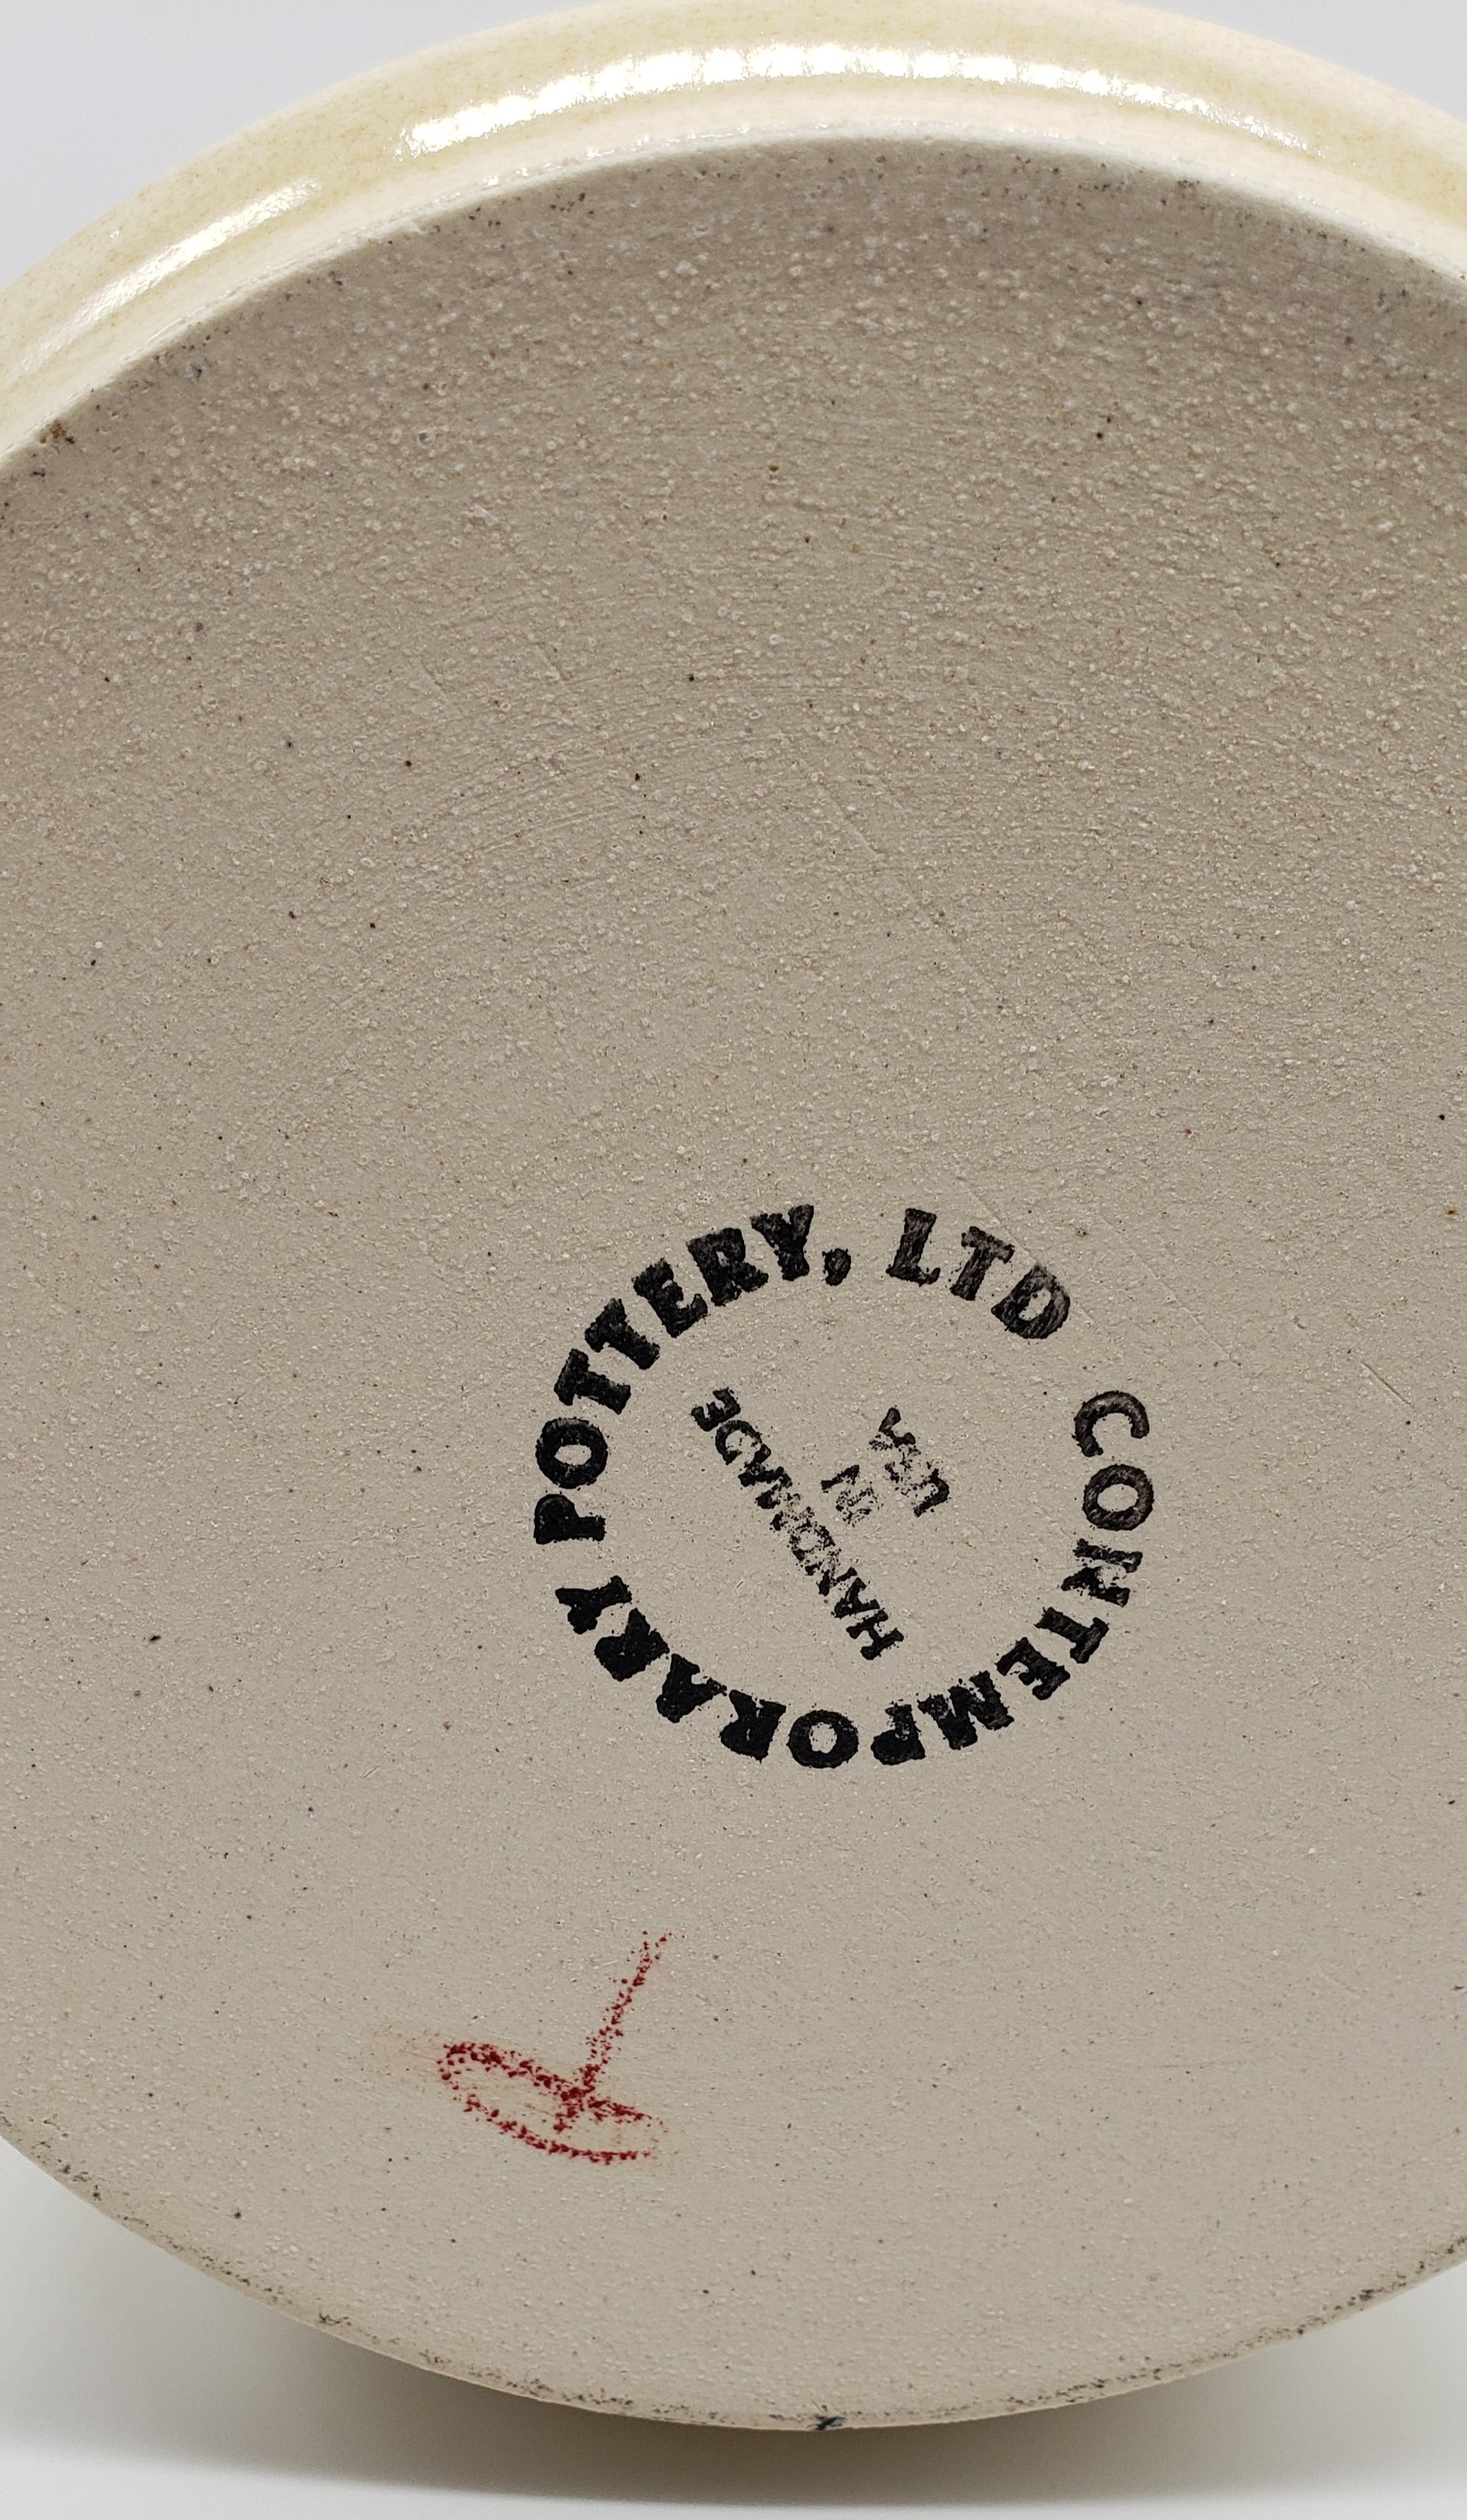 CONTEMPORARY POTTERY, LTD
HANDMADE
IN
USA